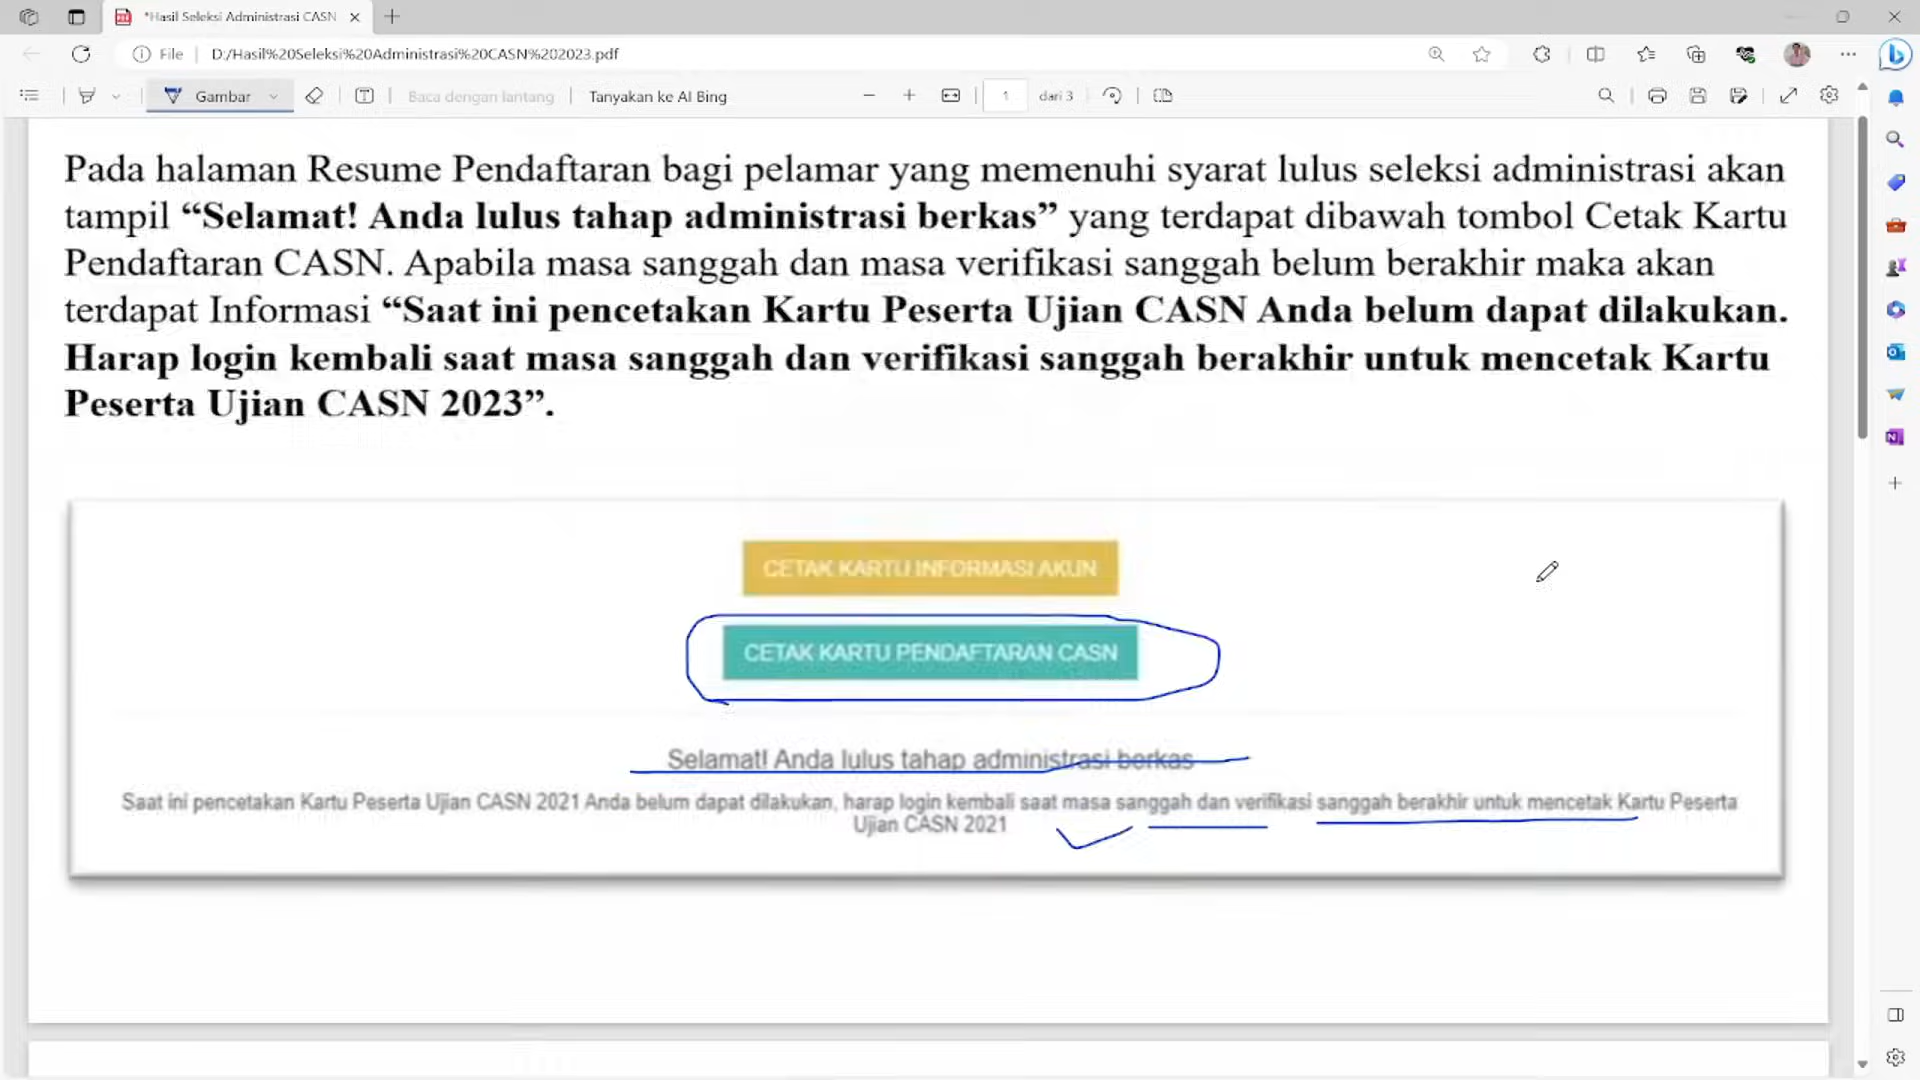 *Hasil Seleksi Administrasi CASN
File
D:/Hasil%20Seleksi%20Administrasi%20CASN%202023.pdf
Gambar
Baca dengan lantang
Tanyakan ke AI Bing
1
dari 3
Pada halaman Resume Pendaftaran bagi pelamar yang memenuhi syarat lulus seleksi administrasi akan
tampil “Selamat! Anda lulus tahap administrasi berkas” yang terdapat dibawah tombol Cetak Kartu
Pendaftaran CASN. Apabila masa sanggah dan masa verifikasi sanggah belum berakhir maka akan
terdapat Informasi “Saat ini pencetakan Kartu Peserta Ujian CASN Anda belum dapat dilakukan.
Harap login kembali saat masa sanggah dan verifikasi sanggah berakhir untuk mencetak Kartu
Peserta Ujian CASN 2023”.
CETAK KARTU INFORMASI AKUN
CETAK KARTU PENDAFTARAN CASN
Selamat! Anda lulus tahap administrasi berkas
Saat ini pencetakan Kartu Peserta Ujian CASN 2021 Anda belum dapat dilakukan, harap login kembali saat masa sanggah dan verifikasi sanggah berakhir untuk mencetak Kartu Peserta
Ujian CASN 2021